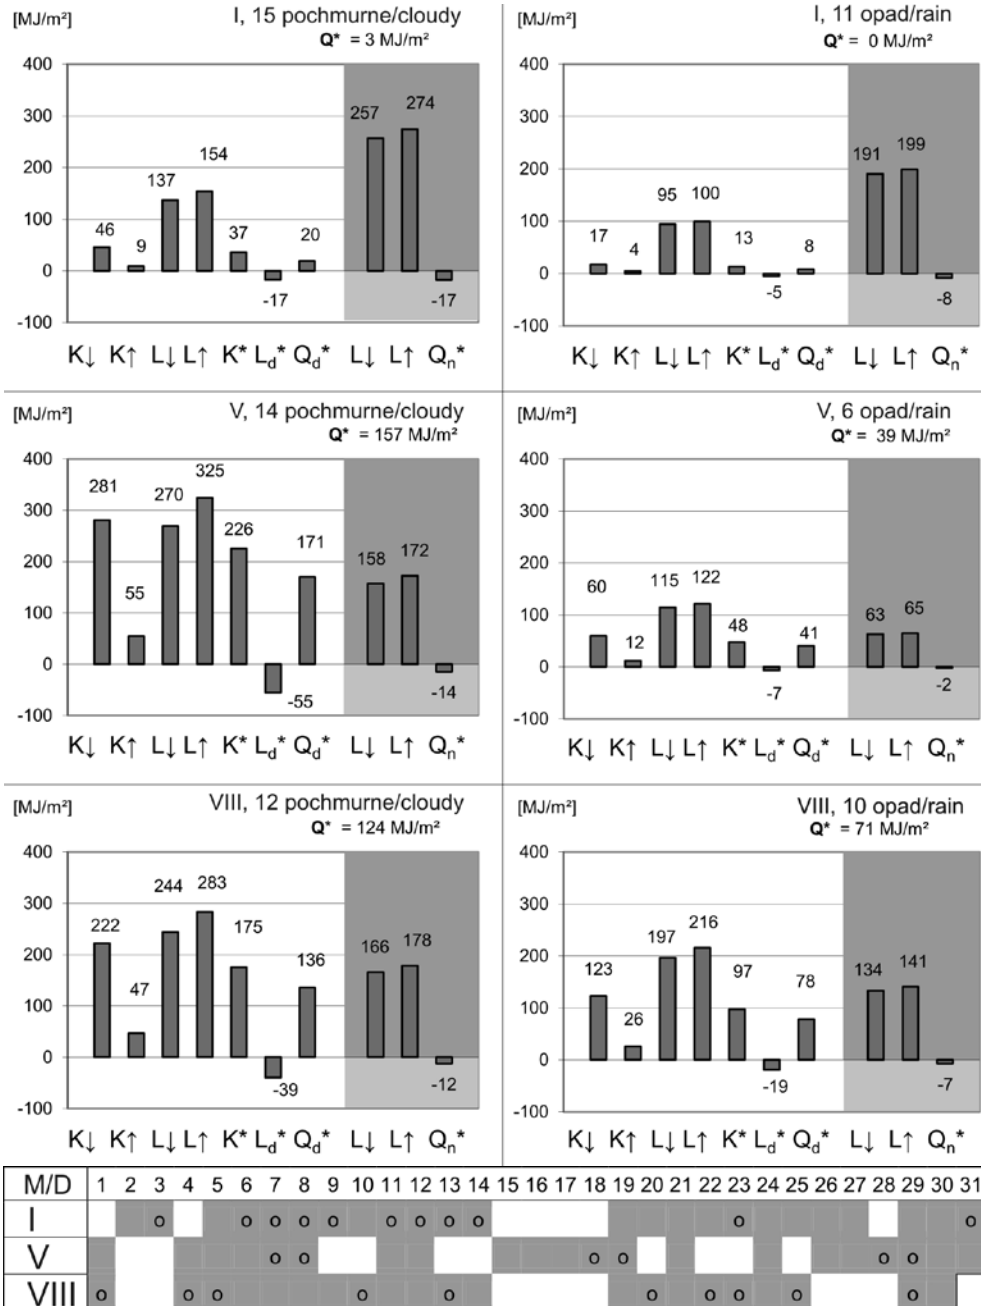 [MJ/m²] I, 15 pochmurne/cloudy
Q* = 3 MJ/m²
400
300
200
100
0
-100
46 9 137 154 37 -17 20 257 274 -17
K↓ K↑ L↓ L↑ K* Ld* Qd* L↓ L↑ Qn*
[MJ/m²] I, 11 opad/rain
Q* = 0 MJ/m²
400
300
200
100
0
-100
17 4 95 100 13 -5 8 191 199 -8
K↓ K↑ L↓ L↑ K* Ld* Qd* L↓ L↑ Qn*
[MJ/m²] V, 14 pochmurne/cloudy
Q* = 157 MJ/m²
400
300
200
100
0
-100
281 55 270 325 226 -55 171 158 172 -14
K↓ K↑ L↓ L↑ K* Ld* Qd* L↓ L↑ Qn*
[MJ/m²] V, 6 opad/rain
Q* = 39 MJ/m²
400
300
200
100
0
-100
60 12 115 122 48 -7 41 63 65 -2
K↓ K↑ L↓ L↑ K* Ld* Qd* L↓ L↑ Qn*
[MJ/m²] VIII, 12 pochmurne/cloudy
Q* = 124 MJ/m²
400
300
200
100
0
-100
222 47 244 283 175 -39 136 166 178 -12
K↓ K↑ L↓ L↑ K* Ld* Qd* L↓ L↑ Qn*
[MJ/m²] VIII, 10 opad/rain
Q* = 71 MJ/m²
400
300
200
100
0
-100
123 26 197 216 97 -19 78 134 141 -7
K↓ K↑ L↓ L↑ K* Ld* Qd* L↓ L↑ Qn*
M/D 1 2 3 4 5 6 7 8 9 10 11 12 13 14 15 16 17 18 19 20 21 22 23 24 25 26 27 28 29 30 31
I o o o o o o o o o o o
V o o o o o o
VIII o o o o o o o o o o